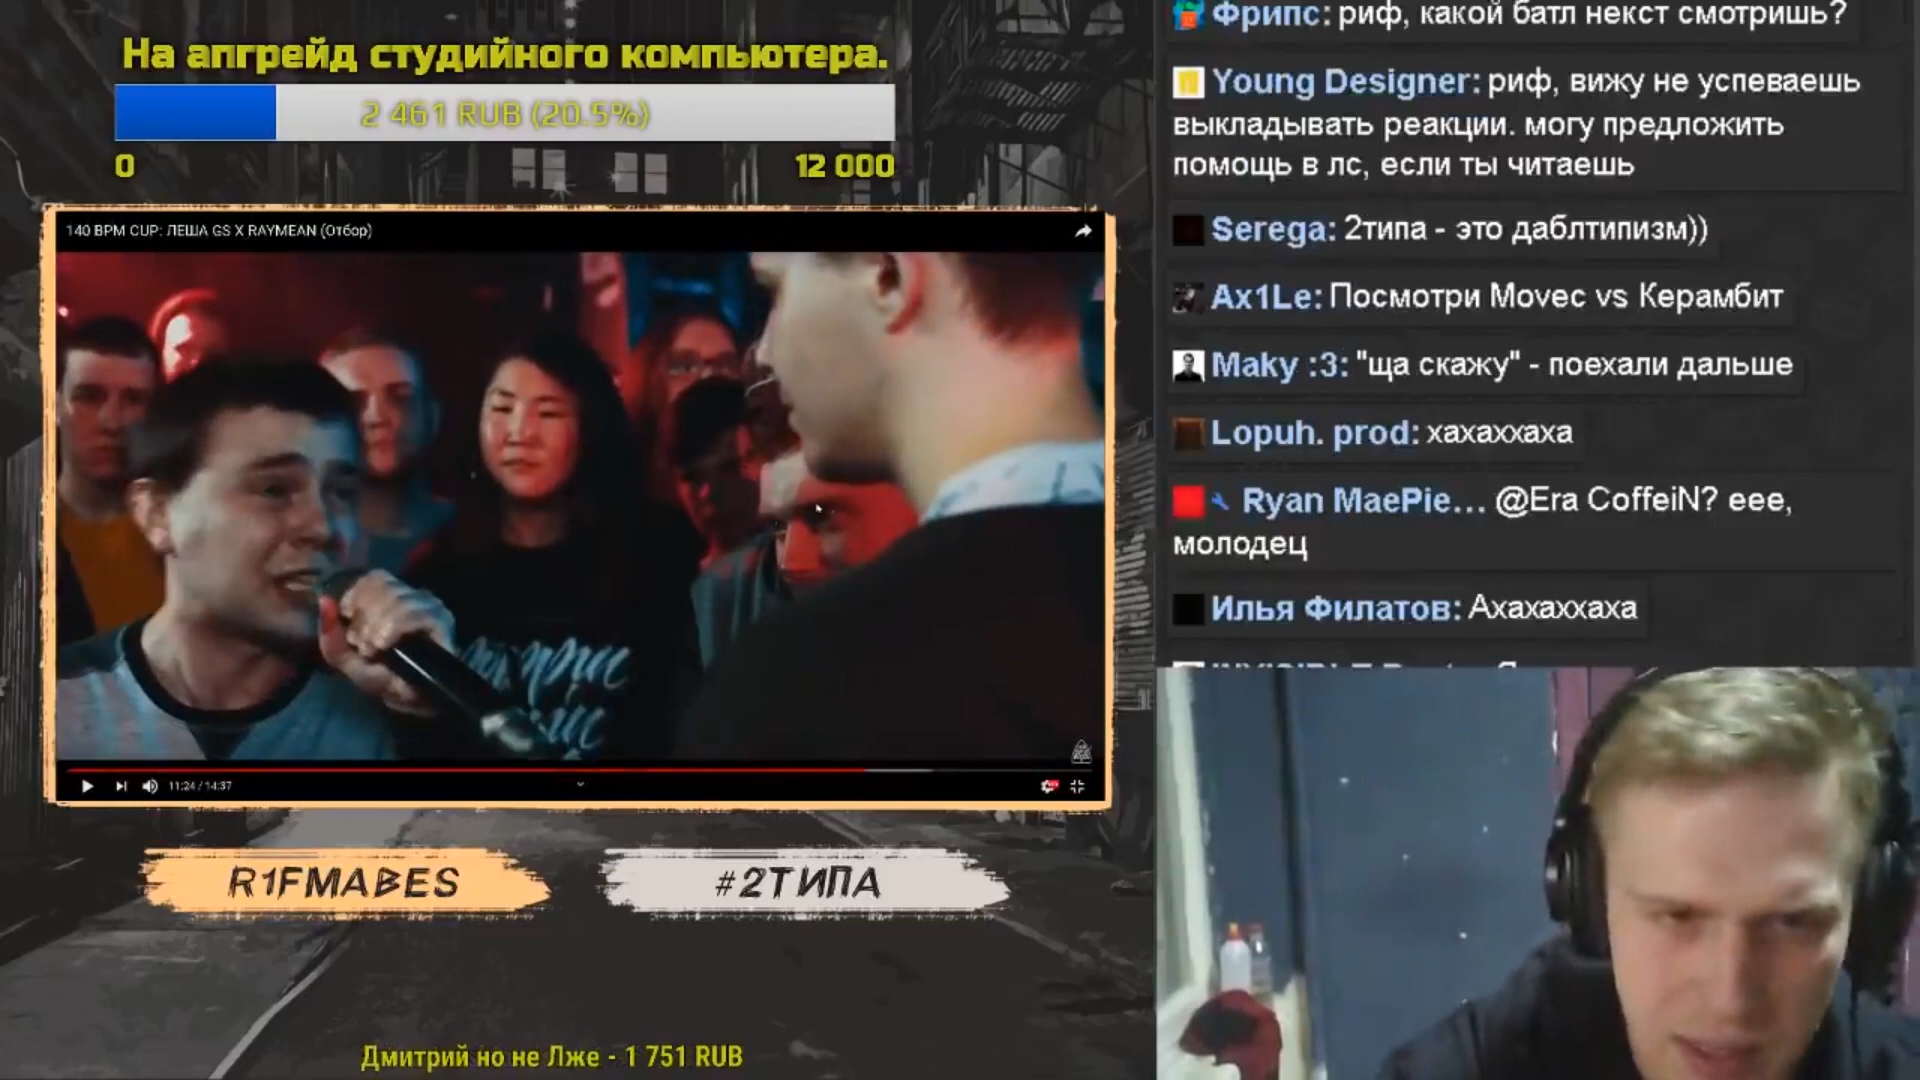 На апгрейд студийного компьютера.
2 461 RUB (20.5%)
0
12 000
140 BPM CUP: ЛЕША GS X RAYMEAN (Отбор)
11:24 / 14:37
R1FMABES
#2ТИПА
Дмитрий но не Лже - 1 751 RUB
Фрипс: риф, какой батл некст смотришь?
Young Designer: риф, вижу не успеваешь
выкладывать реакции. могу предложить
помощь в лс, если ты читаешь
Serega: 2типа - это даблтипизм))
Ax1Le: Посмотри Movec vs Керамбит
Maky :3: "ща скажу" - поехали дальше
Lopuh. prod: хахаххаха
Ryan MaePie... @Era CoffeiN? еее,
молодец
Илья Филатов: Ахахаххаха